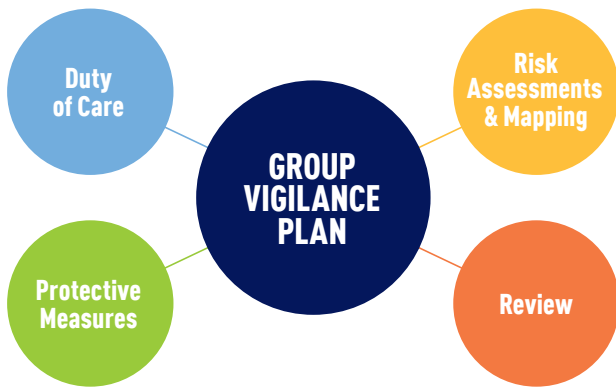 Duty
of Care
Risk
Assessments
& Mapping
GROUP
VIGILANCE
PLAN
Protective
Measures
Review